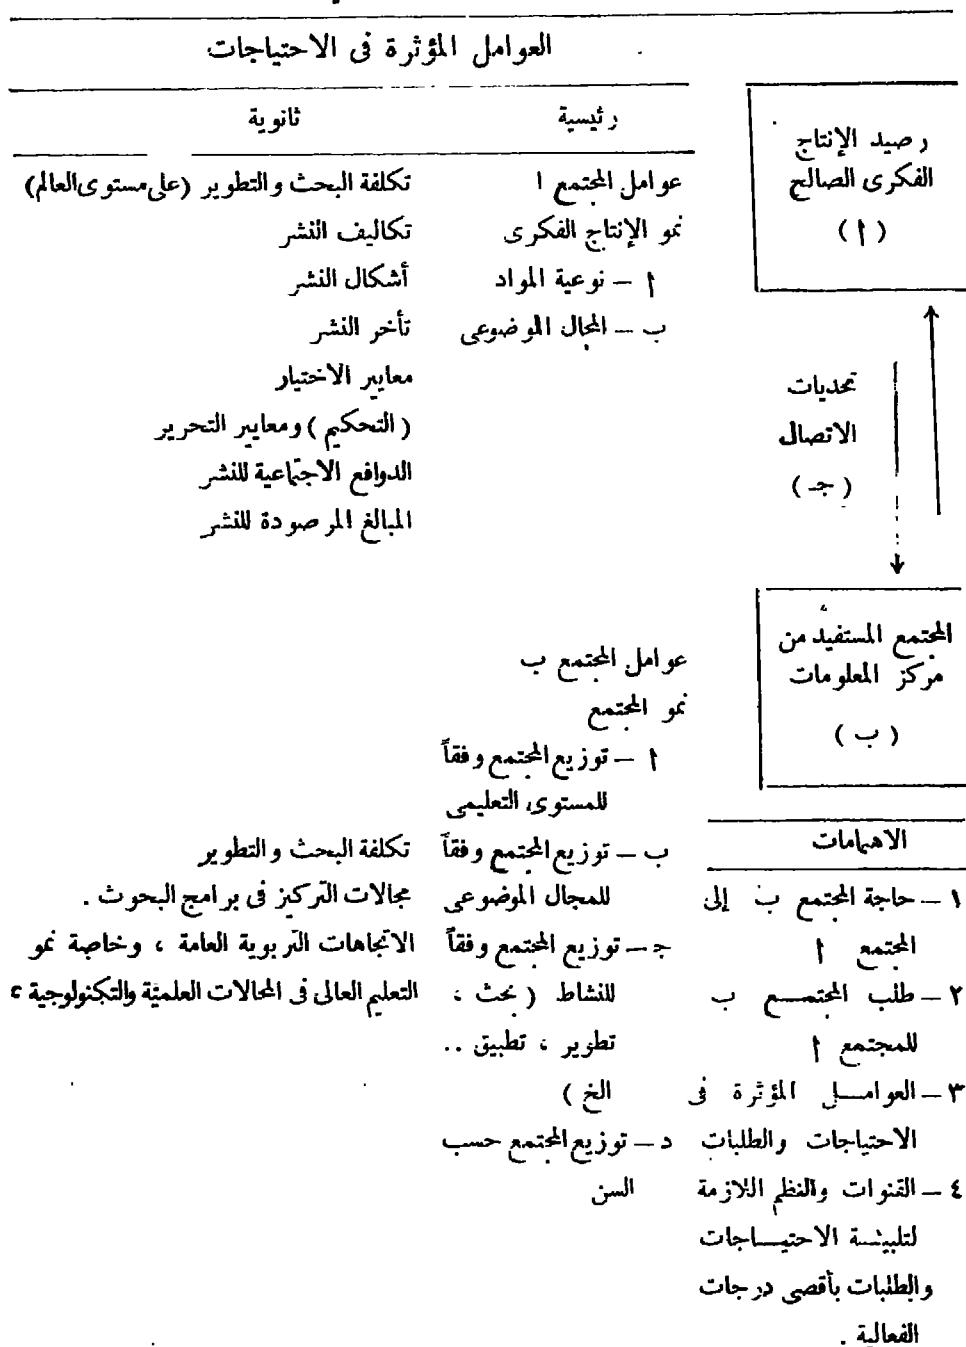 العوامل المؤثرة فى الاحتياجات
رئيسية
ثانوية
رصيد الإنتاج
الفكرى الصالح
( أ )
عوامل المجتمع ا
تكلفة البحث والتطوير (على مستوى العالم)
نمو الإنتاج الفكرى
تكاليف النشر
أ – نوعية المواد
أشكال النشر
ب – المجال الموضوعى
تأخر النشر
معايير الاختيار
( التحكيم ) ومعايير التحرير
الدوافع الاجتماعية للنشر
المبالغ المرصودة للنشر
تحديات
الاتصال
( جـ )
المجتمع المستفيد من
مركز المعلومات
( ب )
عوامل المجتمع ب
نمو المجتمع
أ – توزيع المجتمع وفقاً
للمستوى التعليمى
ب – توزيع المجتمع وفقاً
للمجال الموضوعى
جـ – توزيع المجتمع وفقاً
للنشاط ( بحث ،
تطوير ، تطبيق ..
الخ )
د – توزيع المجتمع حسب
السن
تكلفة البحث والتطوير
مجالات التركيز فى برامج البحوث .
الاتجاهات التربوية العامة ، وخاصة نمو
التعليم العالى فى المجالات العلمية والتكنولوجية ،
الاهتمامات
١ – حاجة المجتمع ب إلى
المجتمع أ
٢ – طلب المجتمع ب
للمجتمع أ
٣ – العوامل المؤثرة فى
الاحتياجات والطلبات
٤ – القنوات والنظم اللازمة
لتلبية الاحتياجات
والطلبات بأقصى درجات
الفعالية .